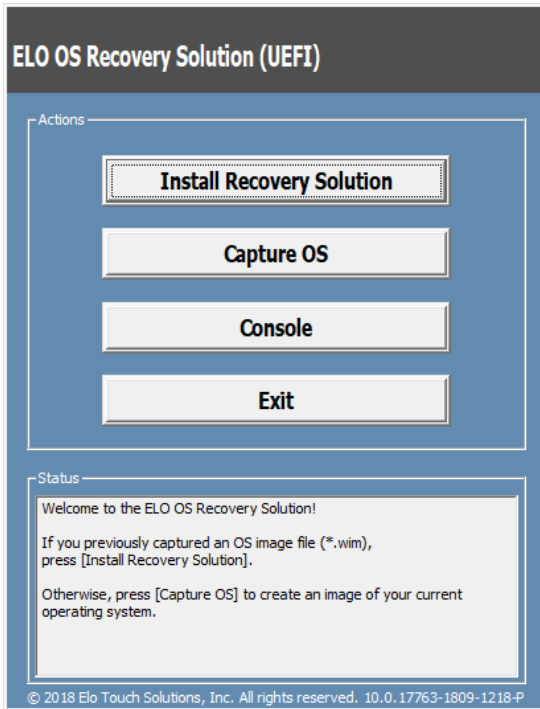 ELO OS Recovery Solution (UEFI)
Actions
Install Recovery Solution
Capture OS
Console
Exit
Status
Welcome to the ELO OS Recovery Solution!
If you previously captured an OS image file (*.wim),
press [Install Recovery Solution].
Otherwise, press [Capture OS] to create an image of your current
operating system.
© 2018 Elo Touch Solutions, Inc. All rights reserved. 10.0.17763-1809-1218-P